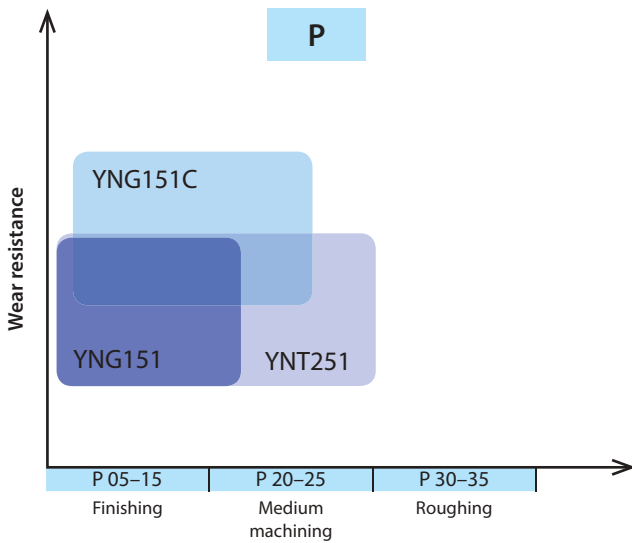 P
YNG151C
YNG151
YNT251
Wear resistance
P 05–15
P 20–25
P 30–35
Finishing
Medium
machining
Roughing